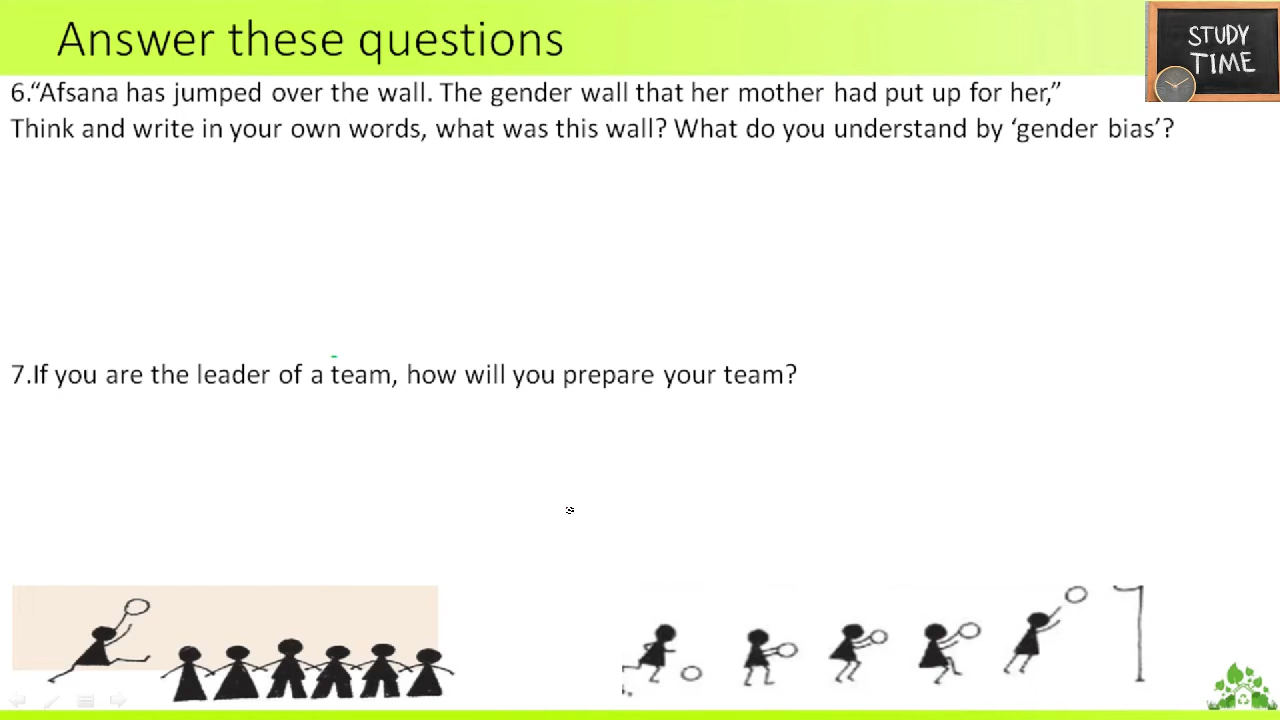 Answer these questions
STUDY
TIME
6.“Afsana has jumped over the wall. The gender wall that her mother had put up for her,”
Think and write in your own words, what was this wall? What do you understand by ‘gender bias’?
7.If you are the leader of a team, how will you prepare your team?